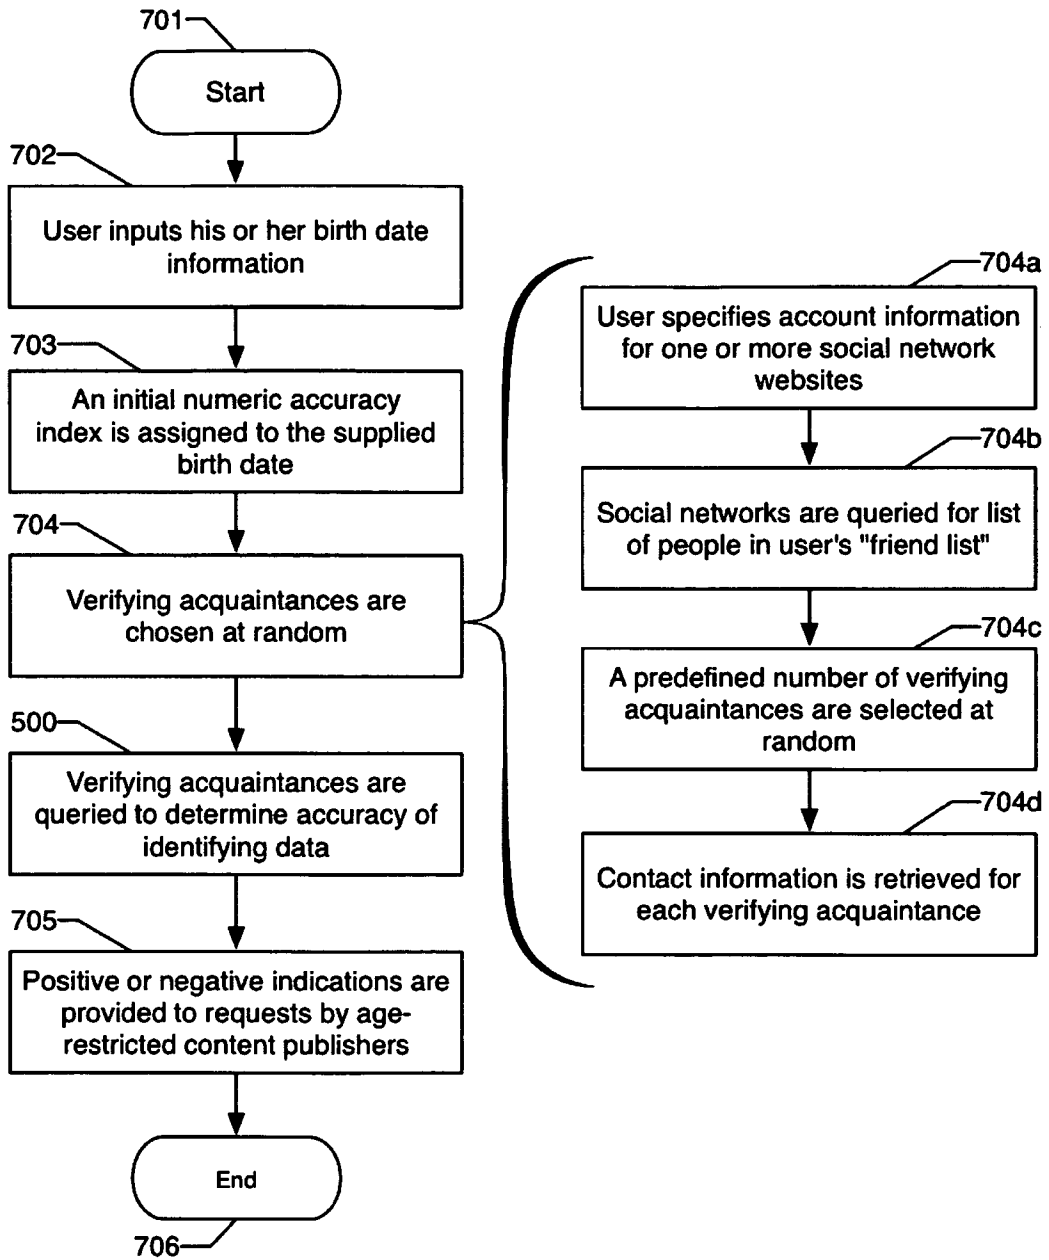 701
Start
702
User inputs his or her birth date
information
703
An initial numeric accuracy
index is assigned to the supplied
birth date
704
Verifying acquaintances are
chosen at random
500
Verifying acquaintances are
queried to determine accuracy of
identifying data
705
Positive or negative indications are
provided to requests by age-
restricted content publishers
End
706
704a
User specifies account information
for one or more social network
websites
704b
Social networks are queried for list
of people in user's "friend list"
704c
A predefined number of verifying
acquaintances are selected at
random
704d
Contact information is retrieved for
each verifying acquaintance